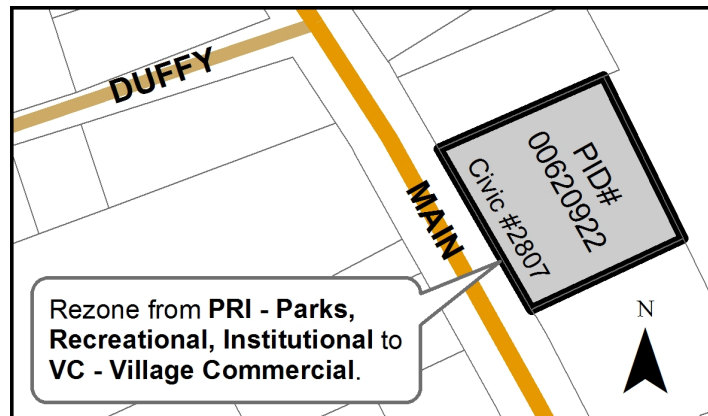 DUFFY
MAIN
PID#
00620922
Civic #2807
Rezone from PRI - Parks,
Recreational, Institutional to
VC - Village Commercial.
N